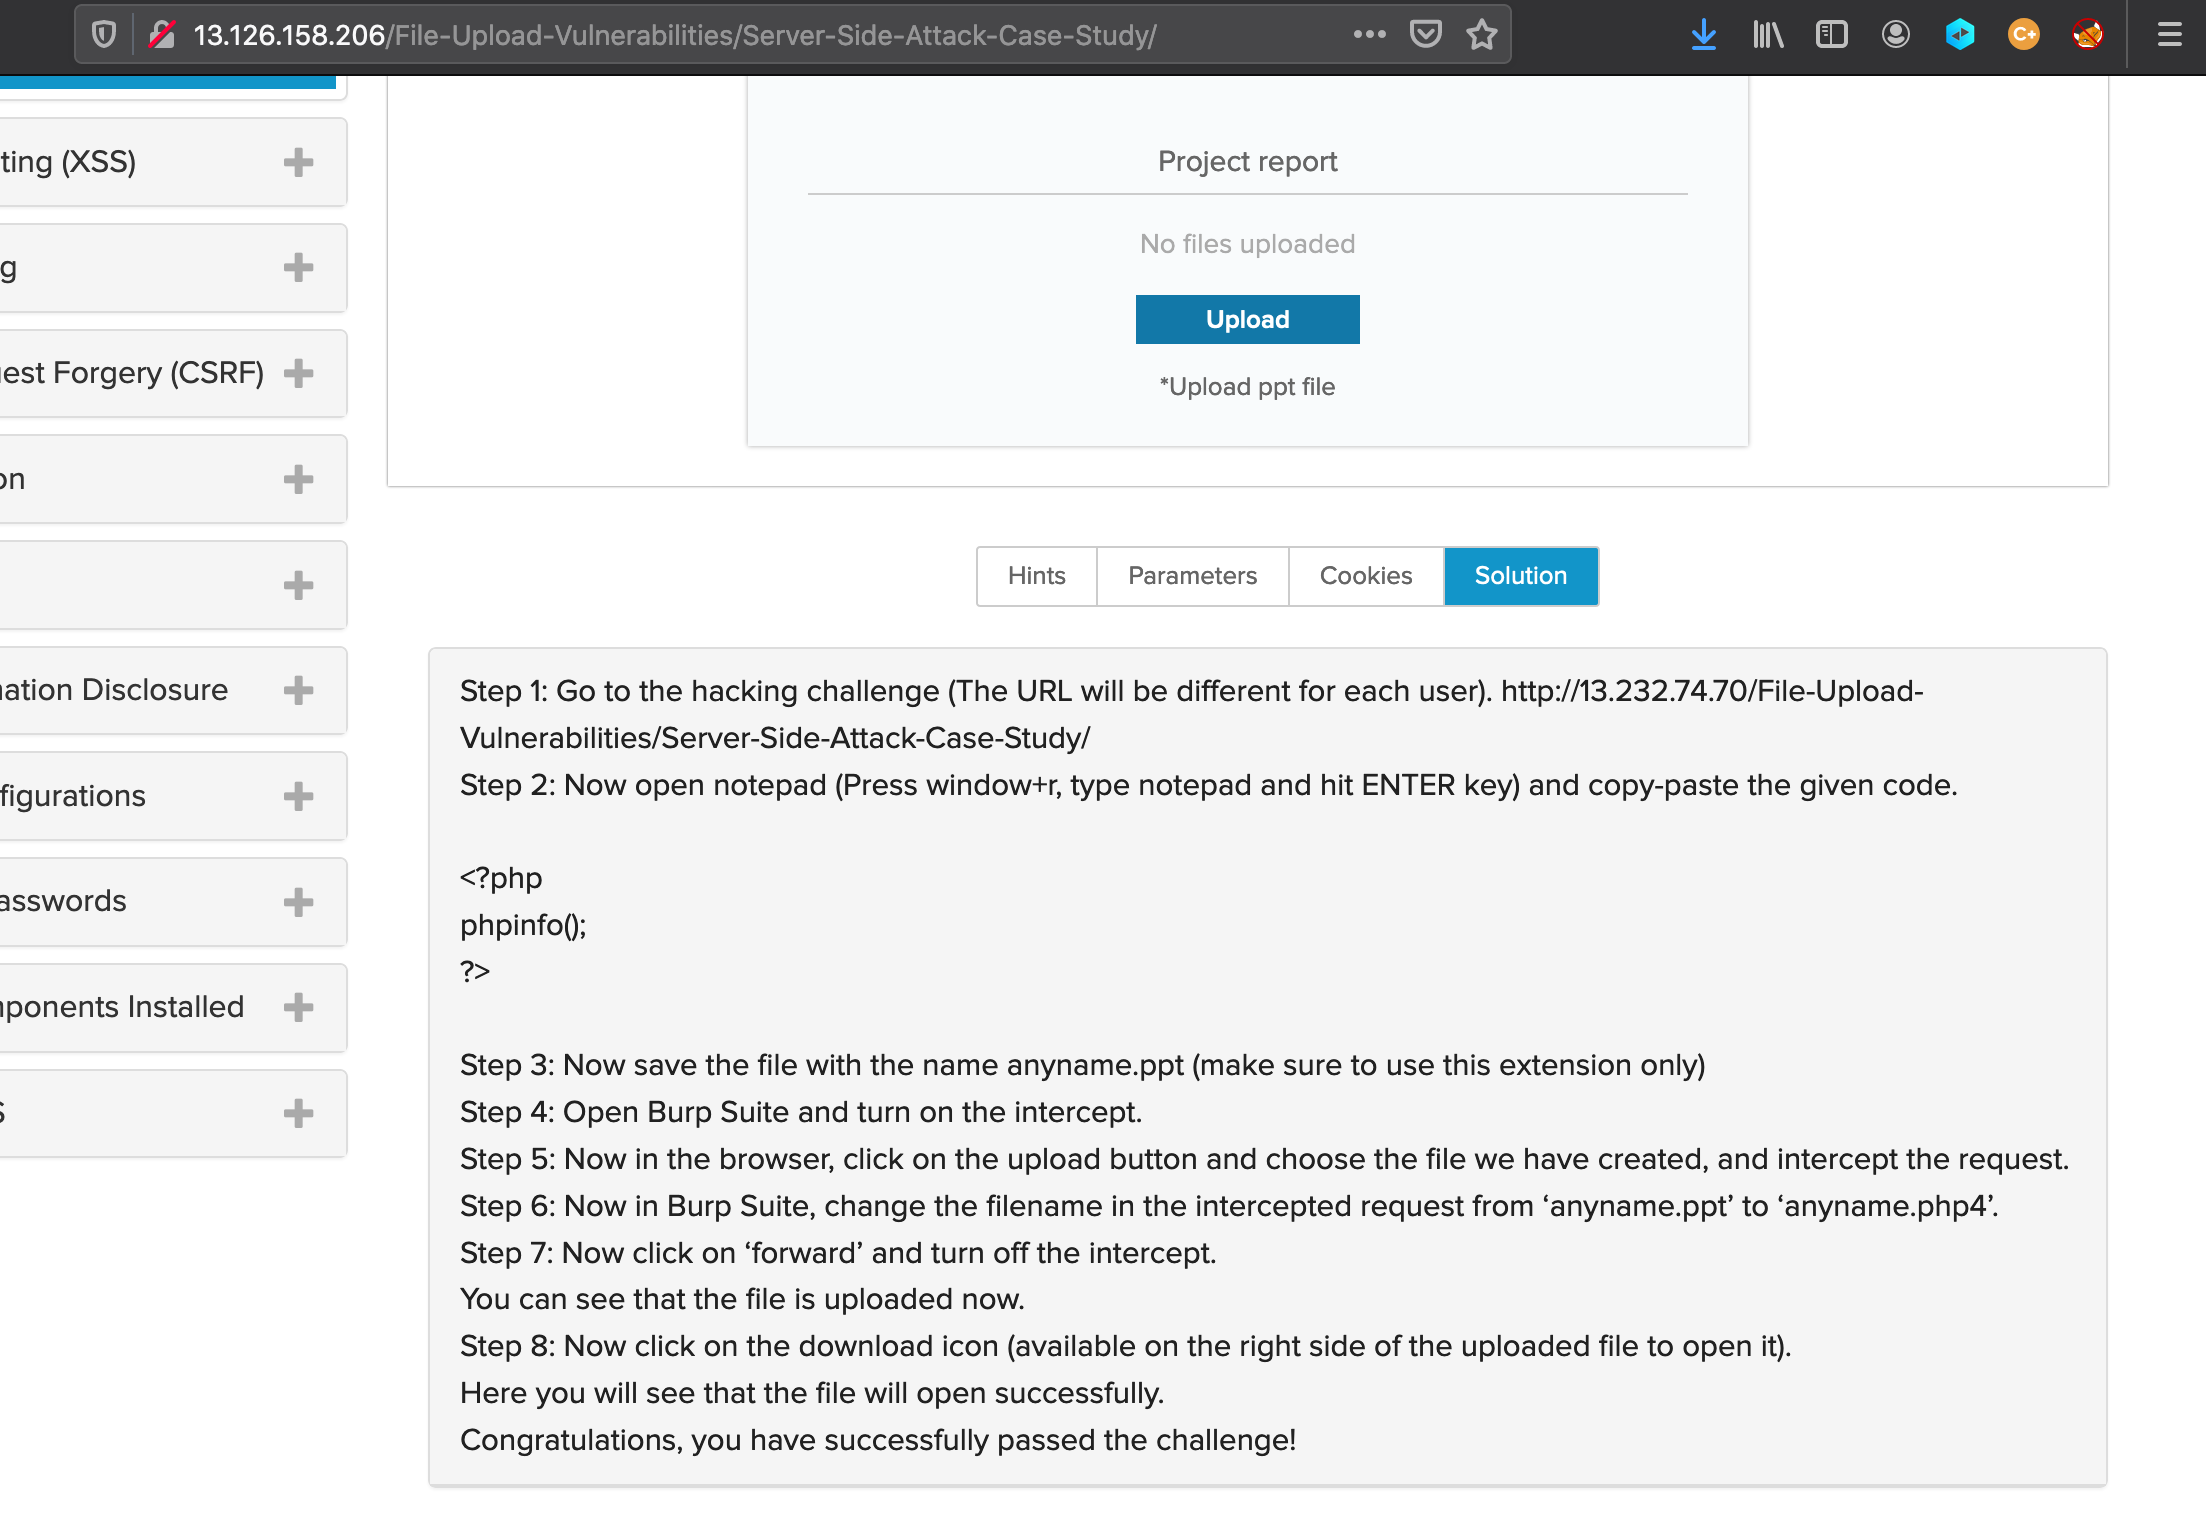 13.126.158.206/File-Upload-Vulnerabilities/Server-Side-Attack-Case-Study/
C+
ting (XSS)
g
uest Forgery (CSRF)
on
nation Disclosure
figurations
asswords
mponents Installed
s
Project report
No files uploaded
Upload
*Upload ppt file
Hints
Parameters
Cookies
Solution
Step 1: Go to the hacking challenge (The URL will be different for each user). http://13.232.74.70/File-Upload-
Vulnerabilities/Server-Side-Attack-Case-Study/
Step 2: Now open notepad (Press window+r, type notepad and hit ENTER key) and copy-paste the given code.
<?php
phpinfo();
?>
Step 3: Now save the file with the name anyname.ppt (make sure to use this extension only)
Step 4: Open Burp Suite and turn on the intercept.
Step 5: Now in the browser, click on the upload button and choose the file we have created, and intercept the request.
Step 6: Now in Burp Suite, change the filename in the intercepted request from ‘anyname.ppt’ to ‘anyname.php4’.
Step 7: Now click on ‘forward’ and turn off the intercept.
You can see that the file is uploaded now.
Step 8: Now click on the download icon (available on the right side of the uploaded file to open it).
Here you will see that the file will open successfully.
Congratulations, you have successfully passed the challenge!